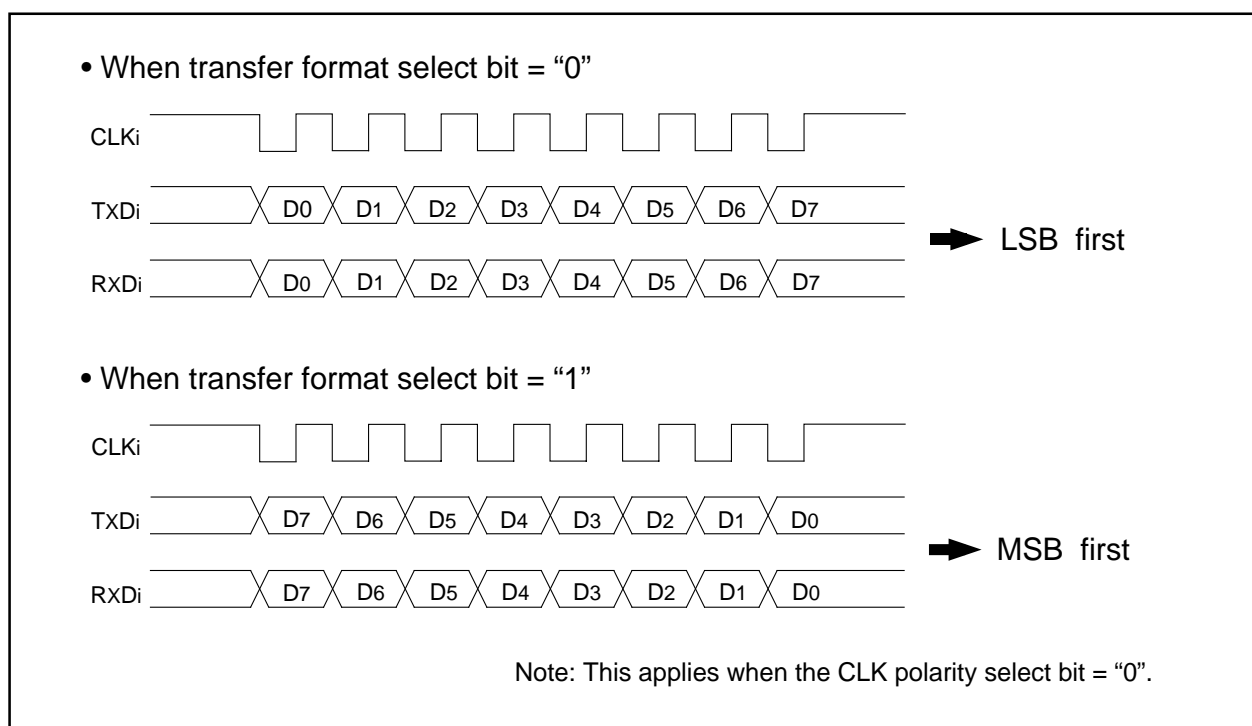 • When transfer format select bit = “0”
CLKi
TXDi D0 D1 D2 D3 D4 D5 D6 D7
LSB first
RXDi D0 D1 D2 D3 D4 D5 D6 D7
• When transfer format select bit = “1”
CLKi
TXDi D7 D6 D5 D4 D3 D2 D1 D0
MSB first
RXDi D7 D6 D5 D4 D3 D2 D1 D0
Note: This applies when the CLK polarity select bit = “0”.